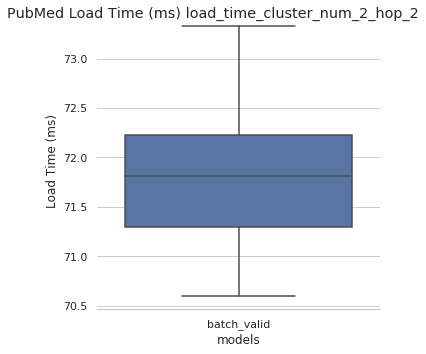 PubMed Load Time (ms) load_time_cluster_num_2_hop_2
73.0
72.5
72.0
71.5
71.0
70.5
Load Time (ms)
batch_valid
models